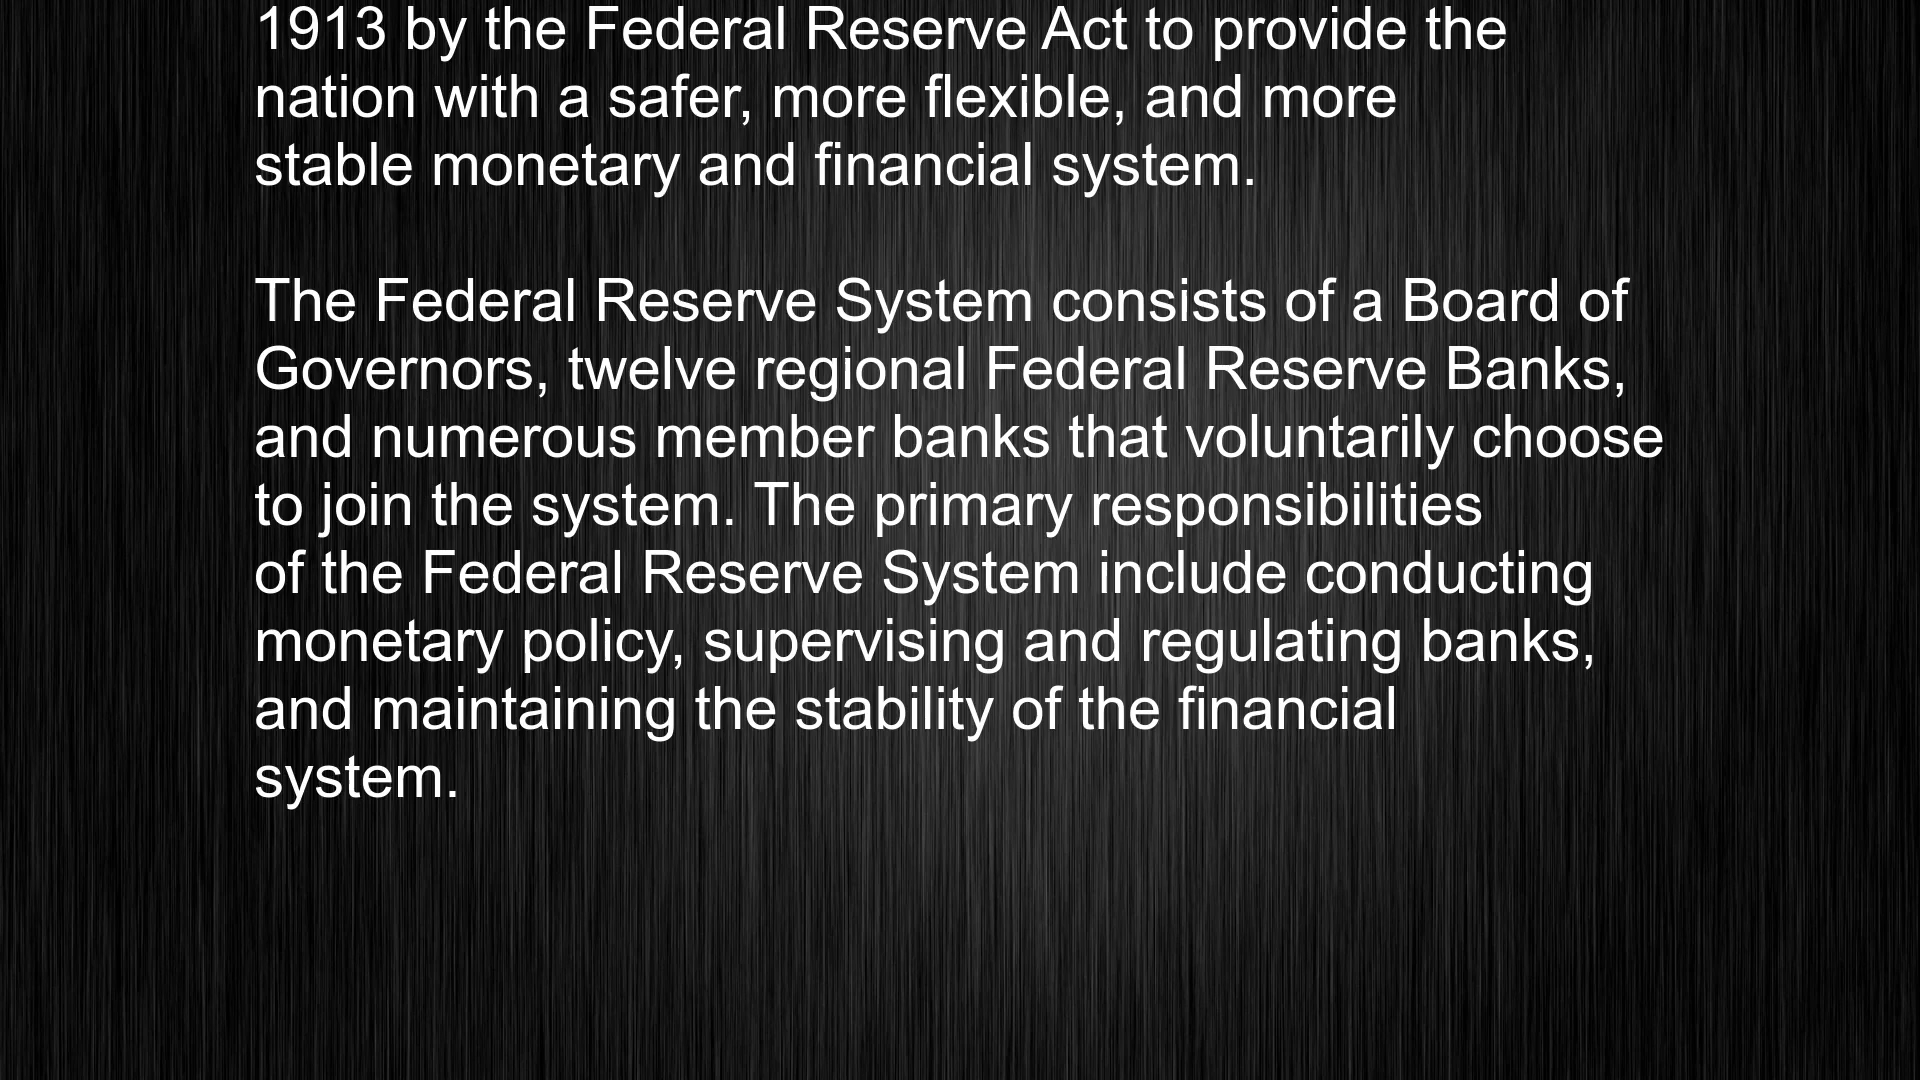 1913 by the Federal Reserve Act to provide the
nation with a safer, more flexible, and more
stable monetary and financial system.
The Federal Reserve System consists of a Board of
Governors, twelve regional Federal Reserve Banks,
and numerous member banks that voluntarily choose
to join the system. The primary responsibilities
of the Federal Reserve System include conducting
monetary policy, supervising and regulating banks,
and maintaining the stability of the financial
system.